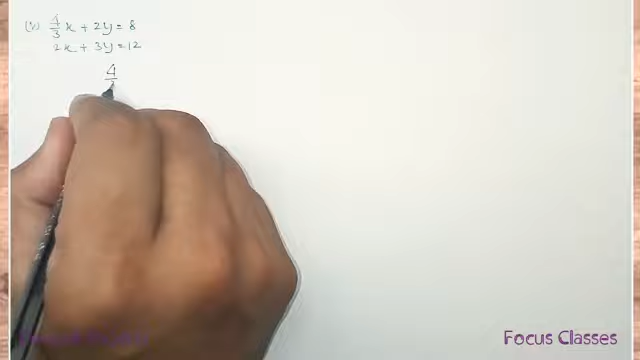 (v) 4/3 x + 2y = 8
2x + 3y = 12
4
Focus Classes